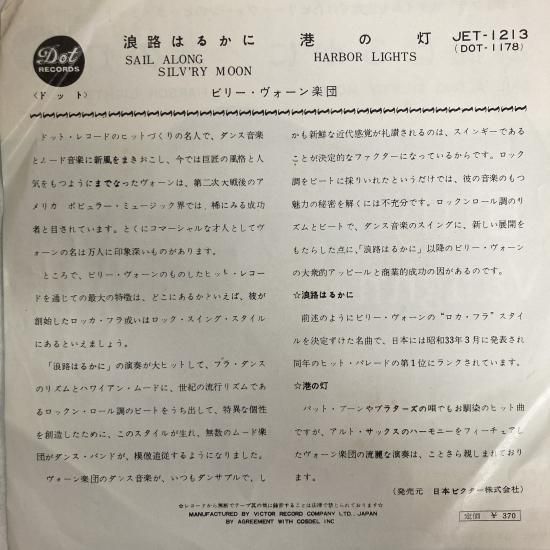 Dot
RECORDS
〈ドット〉
浪路はるかに
SAIL ALONG
SILV'RY MOON
港の灯
HARBOR LIGHTS
JET-1213
(DOT-1178)
ビリー・ヴォーン楽団
ドット・レコードのヒットづくりの名人で、ダンス音楽
とムード音楽に新風をまきおこし、今では巨匠の風格と人
気をもつようにまでなったヴォーンは、第二次大戦後のア
メリカ ポピュラー・ミュージック界では、稀にみる成功
者と目されています。とくにコマーシャルな才人としてヴ
ォーンの名は万人に印象深いものがあります。
ところで、ビリー・ヴォーンのものしたヒット・レコー
ドを通じての最大の特徴は、どこにあるかといえば、彼が
創始したロッカ・フラ或いはロック・スイング・スタイル
にあるといえましょう。
「浪路はるかに」の演奏が大ヒットして、フラ・ダンス
のリズムとハワイアン・ムードに、世紀の流行リズムであ
るロックン・ロール調のビートをうち出して、特異な個性
を創造したために、このスタイルが生れ、無数のムード楽
団がダンス・バンドが、模倣追従するようになりました。
ヴォーン楽団のダンス音楽が、いつもダンサブルで、し
かも新鮮な近代感覚が礼讃されるのは、スインギーである
ことが決定的なファクターになっているからです。ロック
調をビートに採りいれたというだけでは、彼の音楽のもつ
魅力の秘密を解くには不充分です。ロックンロール調のリ
ズムとビートで、ダンス音楽のスイングに、新しい展開を
もたらした点に、「浪路はるかに」以降のビリー・ヴォーン
の大衆的アッピールと商業的成功の因があるのです。
☆浪路はるかに
前述のようにビリー・ヴォーンの“ロカ・フラ”スタイ
ルを決定ずけた名曲で、日本には昭和33年3月に発表され
同年のヒット・パレードの第1位にランクされています。
☆港の灯
パット・ブーンやプラターズの唄でもお馴染のヒット曲
ですが、アルト・サックスのハーモニーをフィーチュアし
たヴォーン楽団の流麗な演奏は、ことさら親しまれており
ます。
(発売元 日本ビクター株式会社)
☆レコードから無断でテープ其の他に録音することは法律で禁じられております☆
MANUFACTURED BY VICTOR RECORD COMPANY LTD., JAPAN
BY AGREEMENT WITH COSDEL INC
定価 ¥ 370